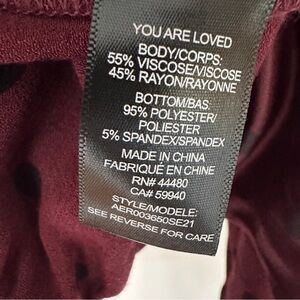 YOU ARE LOVED
BODY/CORPS:
55% VISCOSE/VISCOSE
45% RAYON/RAYONNE
BOTTOM/BAS:
95% POLYESTER/
POLIESTER
5% SPANDEX/SPANDEX
MADE IN CHINA
FABRIQUÉ EN CHINE
RN# 44480
CA# 59940
STYLE/MODELE:
AER003650SE21
SEE REVERSE FOR CARE